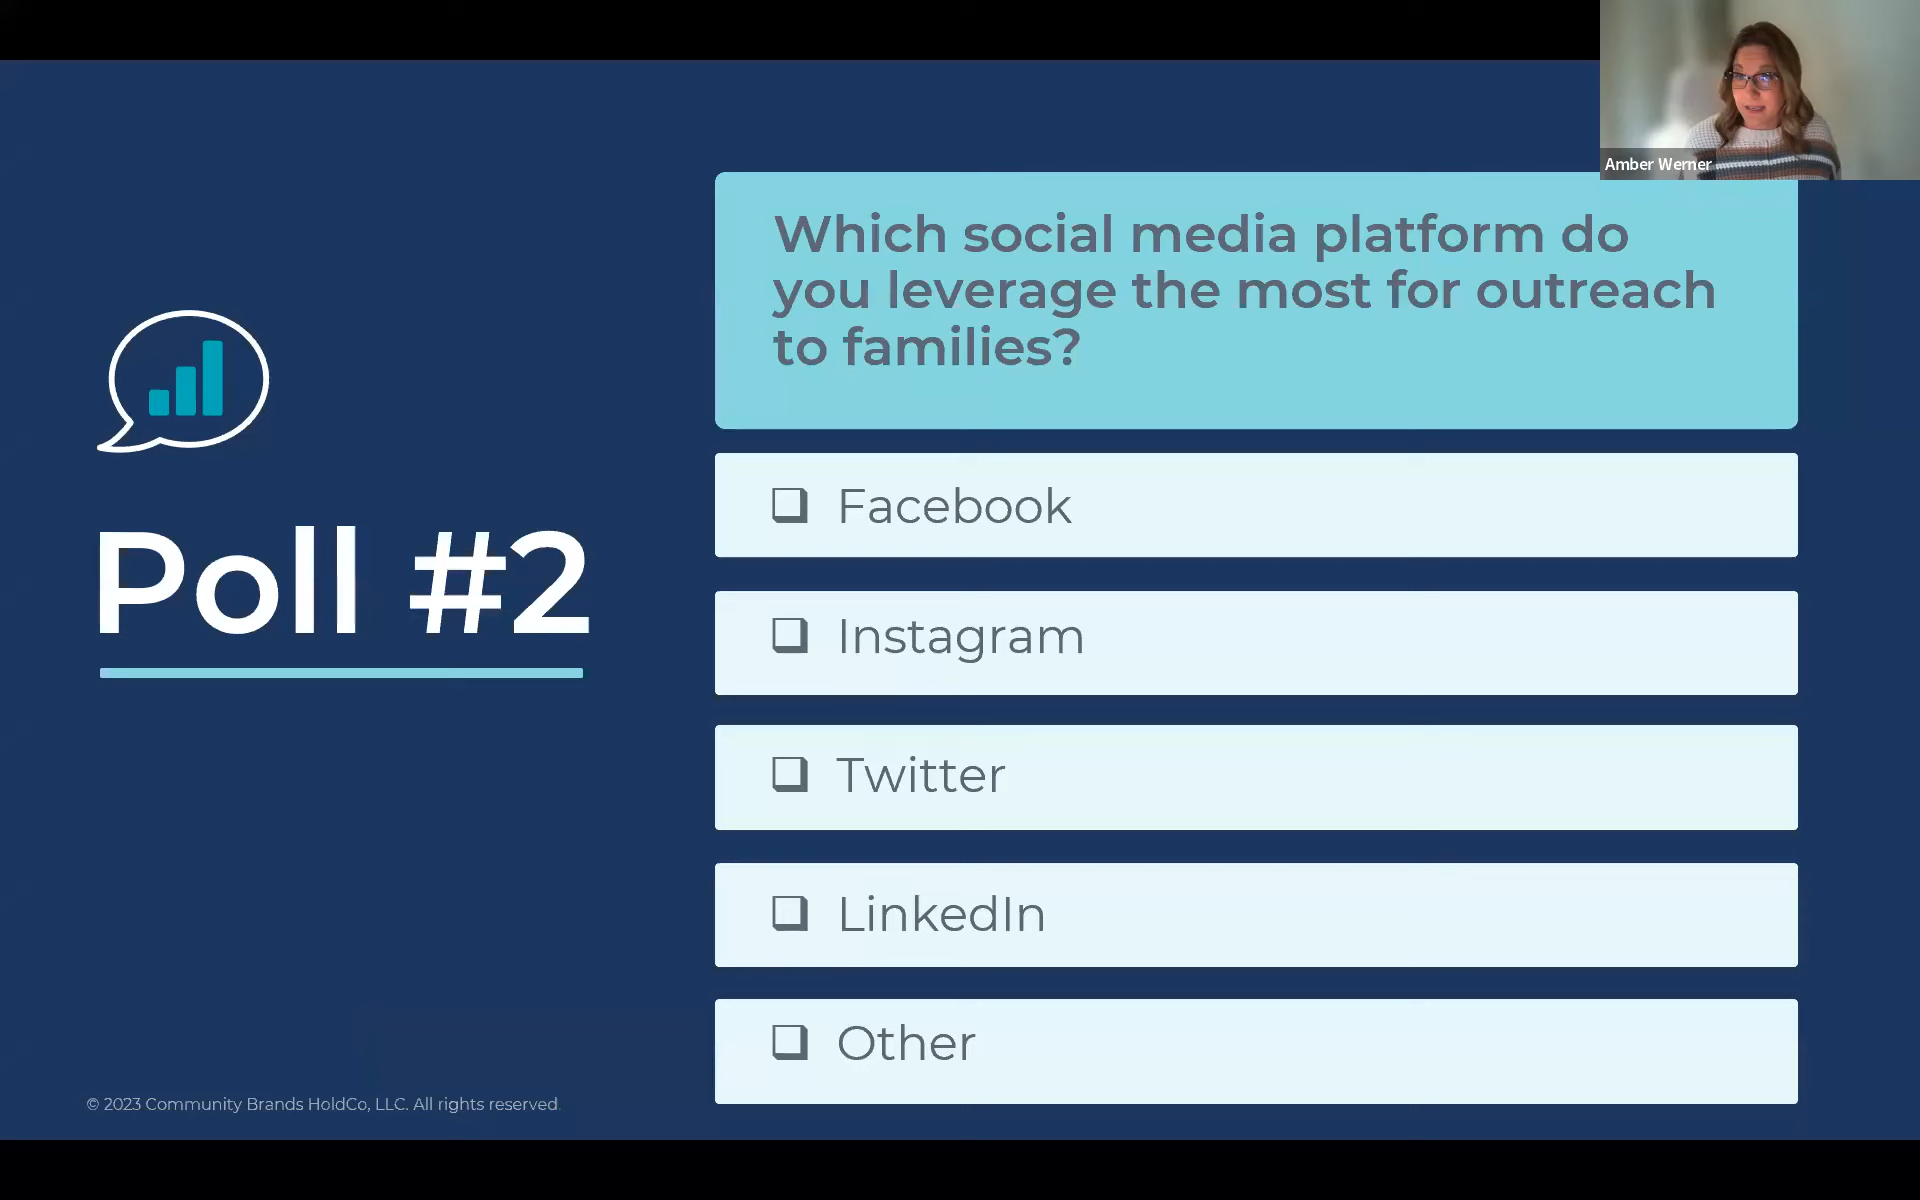 Amber Werner
Which social media platform do
you leverage the most for outreach
to families?
Poll #2
Facebook
Instagram
Twitter
LinkedIn
Other
© 2023 Community Brands HoldCo, LLC. All rights reserved.